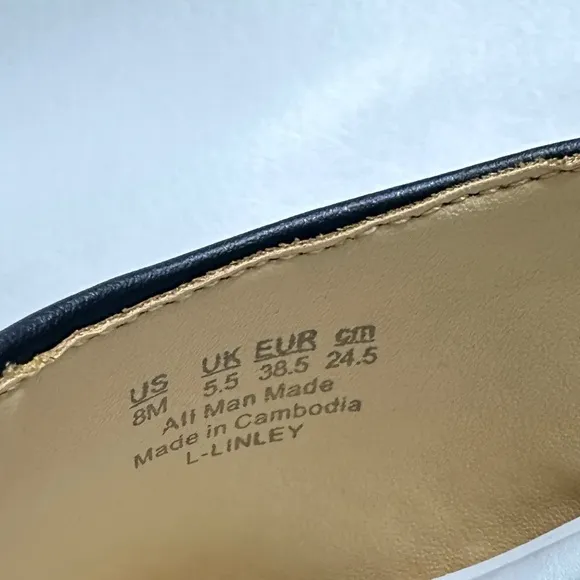 US UK EUR cm
8M 5.5 38.5 24.5
All Man Made
Made in Cambodia
L-LINLEY